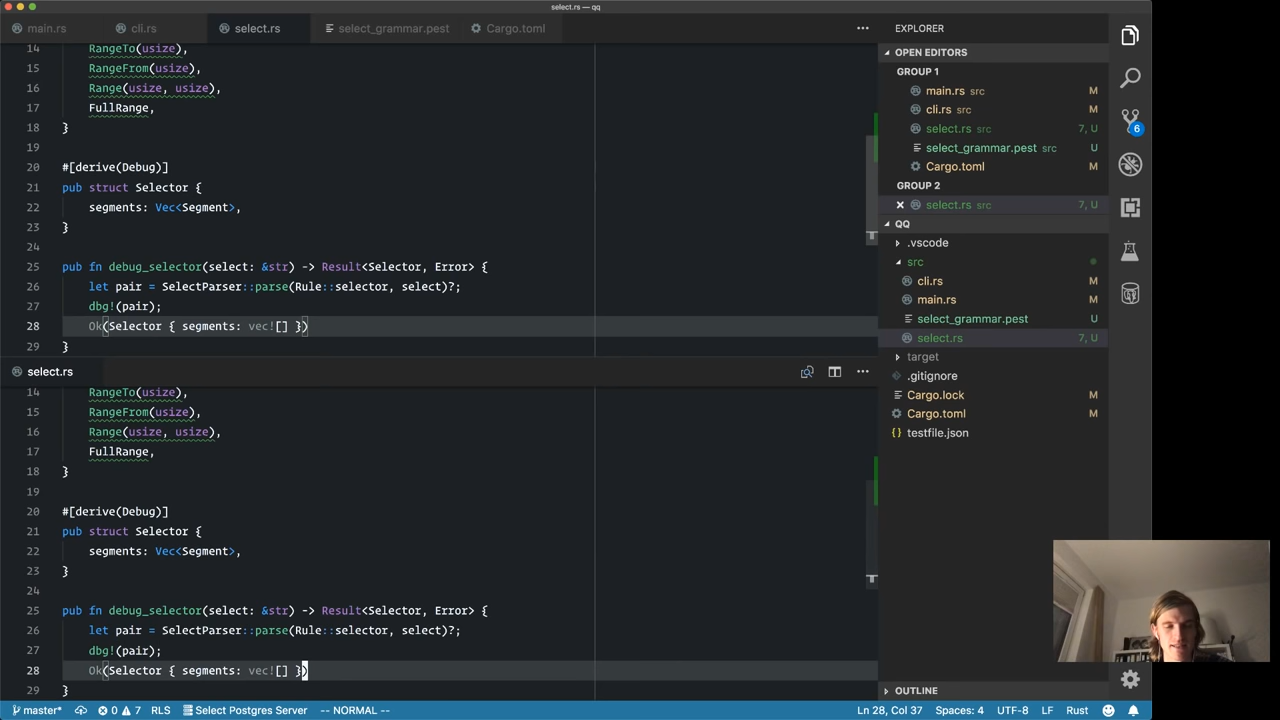 select.rs — qq
main.rs
cli.rs
select.rs
select_grammar.pest
Cargo.toml
14 RangeTo(usize),
15 RangeFrom(usize),
16 Range(usize, usize),
17 FullRange,
18 }
19
20 #[derive(Debug)]
21 pub struct Selector {
22 segments: Vec<Segment>,
23 }
24
25 pub fn debug_selector(select: &str) -> Result<Selector, Error> {
26 let pair = SelectParser::parse(Rule::selector, select)?;
27 dbg!(pair);
28 Ok(Selector { segments: vec![] })
29 }
select.rs
14 RangeTo(usize),
15 RangeFrom(usize),
16 Range(usize, usize),
17 FullRange,
18 }
19
20 #[derive(Debug)]
21 pub struct Selector {
22 segments: Vec<Segment>,
23 }
24
25 pub fn debug_selector(select: &str) -> Result<Selector, Error> {
26 let pair = SelectParser::parse(Rule::selector, select)?;
27 dbg!(pair);
28 Ok(Selector { segments: vec![] })
29 }
EXPLORER
OPEN EDITORS
GROUP 1
main.rs src M
cli.rs src M
select.rs src 7, U
select_grammar.pest src U
Cargo.toml M
GROUP 2
select.rs src 7, U
QQ
.vscode
src
cli.rs
main.rs
select_grammar.pest U
select.rs 7, U
target
.gitignore
Cargo.lock M
Cargo.toml M
testfile.json
OUTLINE
6
master* 0 7 RLS Select Postgres Server -- NORMAL -- Ln 28, Col 37 Spaces: 4 UTF-8 LF Rust